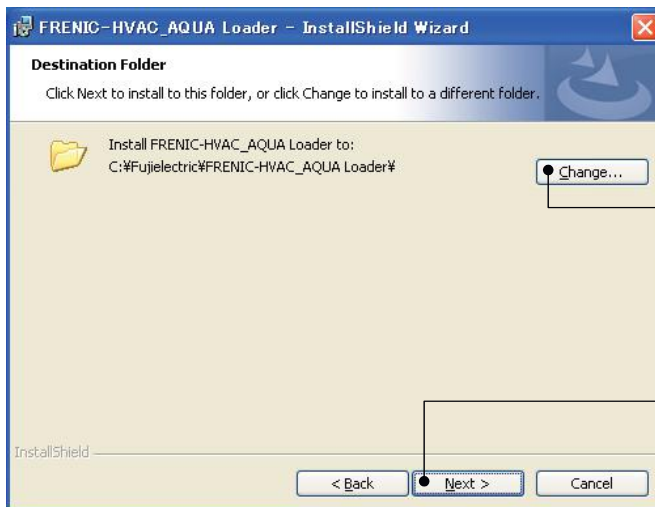 FRENIC-HVAC_AQUA Loader - InstallShield Wizard
Destination Folder
Click Next to install to this folder, or click Change to install to a different folder.
Install FRENIC-HVAC_AQUA Loader to:
C:¥Fujielectric¥FRENIC-HVAC_AQUA Loader¥
Change...
InstallShield
< Back
Next >
Cancel